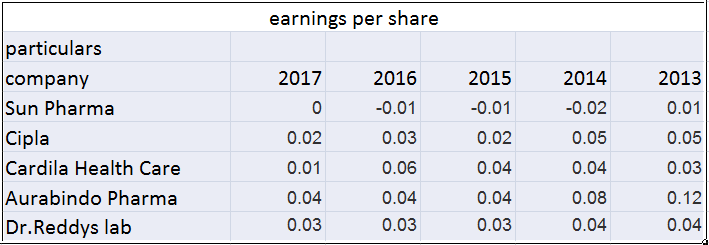 earnings per share
particulars
company 2017 2016 2015 2014 2013
Sun Pharma 0 -0.01 -0.01 -0.02 0.01
Cipla 0.02 0.03 0.02 0.05 0.05
Cardila Health Care 0.01 0.06 0.04 0.04 0.03
Aurabindo Pharma 0.04 0.04 0.04 0.08 0.12
Dr.Reddys lab 0.03 0.03 0.03 0.04 0.04